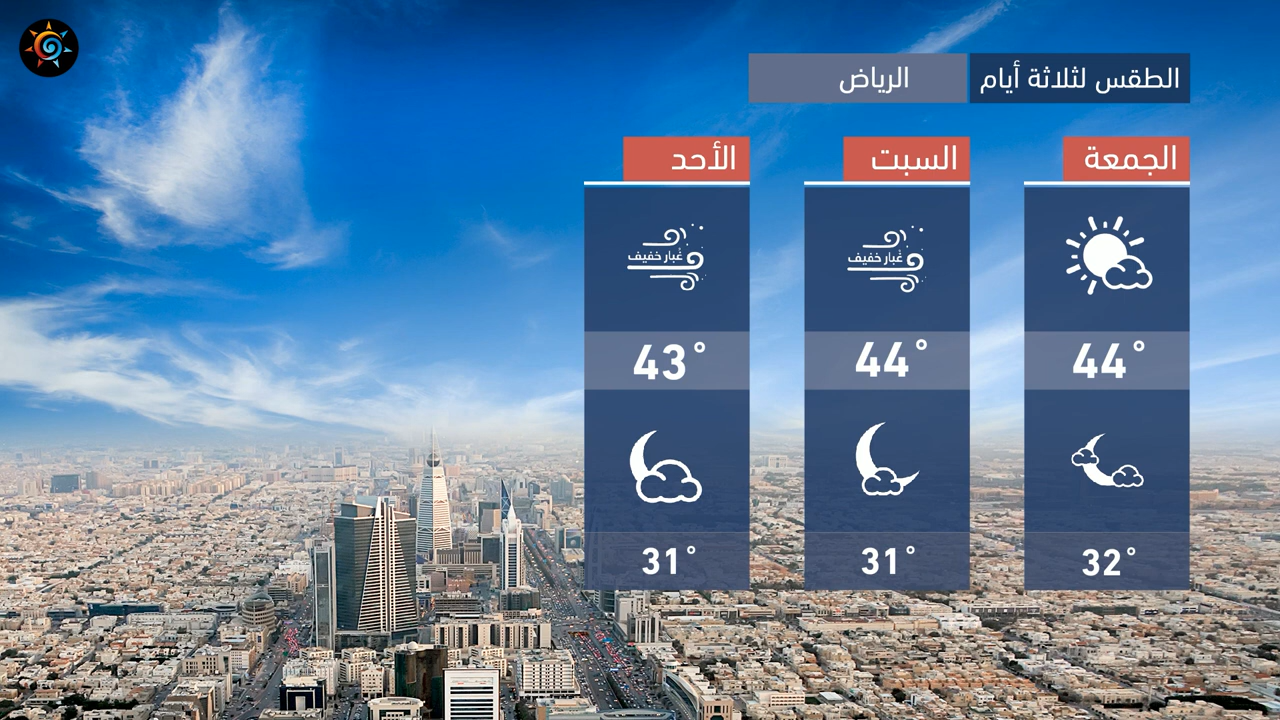 الطقس لثلاثة أيام
الرياض
الجمعة
السبت
الأحد
غبار خفيف
غبار خفيف
44°
44°
43°
32°
31°
31°